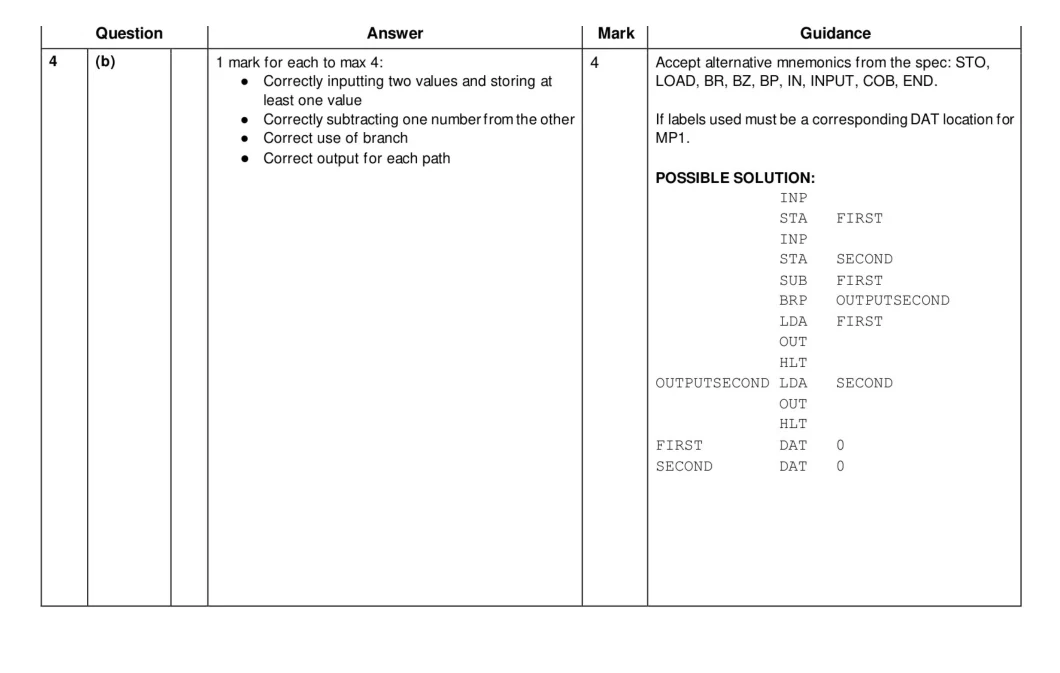 Question Answer Mark Guidance
4 (b) 1 mark for each to max 4:
● Correctly inputting two values and storing at
least one value
● Correctly subtracting one number from the other
● Correct use of branch
● Correct output for each path
4
Accept alternative mnemonics from the spec: STO,
LOAD, BR, BZ, BP, IN, INPUT, COB, END.
If labels used must be a corresponding DAT location for
MP1.
POSSIBLE SOLUTION:
INP
STA FIRST
INP
STA SECOND
SUB FIRST
BRP OUTPUTSECOND
LDA FIRST
OUT
HLT
OUTPUTSECOND LDA SECOND
OUT
HLT
FIRST DAT 0
SECOND DAT 0